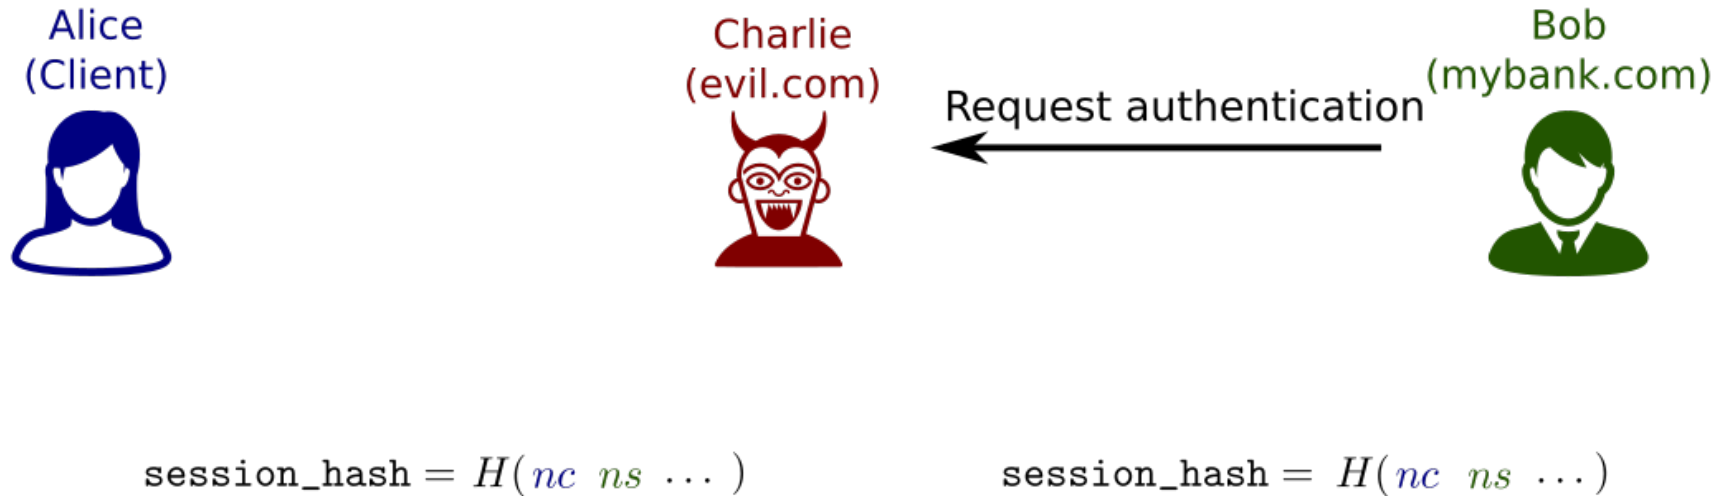 Alice
(Client)
Charlie
(evil.com)
Bob
(mybank.com)
Request authentication
session_hash = H( nc ns ... )
session_hash = H( nc ns ... )